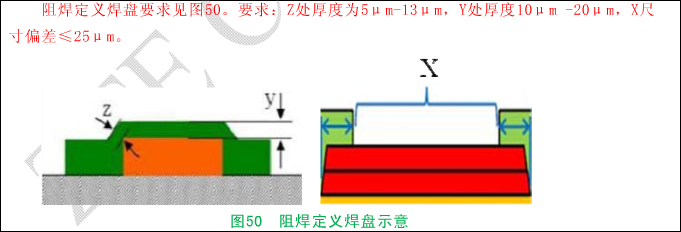 阻焊定义焊盘要求见图50。要求：Z处厚度为5μm-13μm，Y处厚度10μm -20μm，X尺
寸偏差≤25μm。
X
y
z
图50 阻焊定义焊盘示意